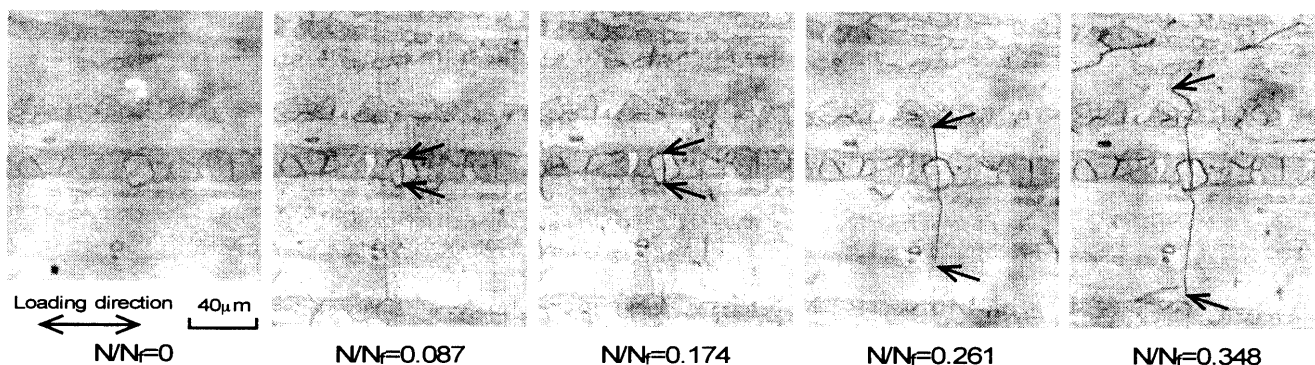 Loading direction
40μm
N/Nf=0
N/Nf=0.087
N/Nf=0.174
N/Nf=0.261
N/Nf=0.348